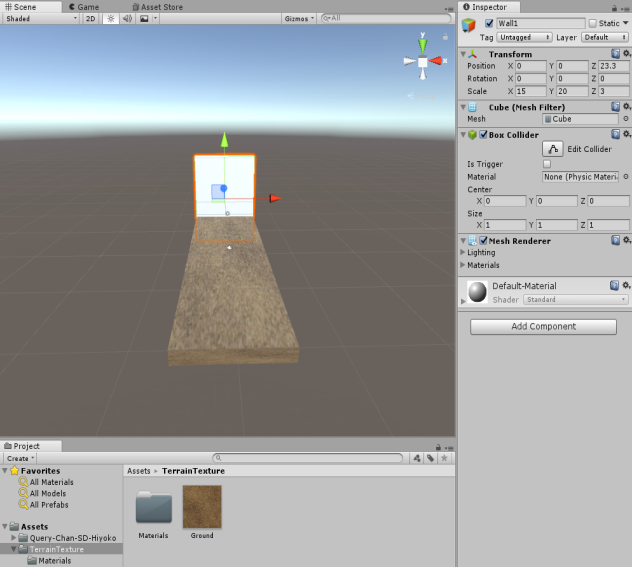 Scene Game Asset Store
Shaded 2D Gizmos All
y
x
Project
Create
Favorites
All Materials
All Models
All Prefabs
Assets
Query-Chan-SD-Hiyoko
TerrainTexture
Materials
Assets TerrainTexture
Materials Ground
Inspector
Wall1 Static
Tag Untagged Layer Default
Transform
Position X 0 Y 0 Z 23.3
Rotation X 0 Y 0 Z 0
Scale X 15 Y 20 Z 3
Cube (Mesh Filter)
Mesh Cube
Box Collider
Edit Collider
Is Trigger
Material None (Physic Materi
Center
X 0 Y 0 Z 0
Size
X 1 Y 1 Z 1
Mesh Renderer
Lighting
Materials
Default-Material
Shader Standard
Add Component